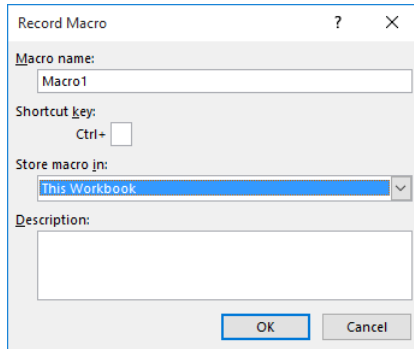 Record Macro ?
Macro name:
Macro1
Shortcut key:
Ctrl+
Store macro in:
This Workbook
Description:
OK Cancel